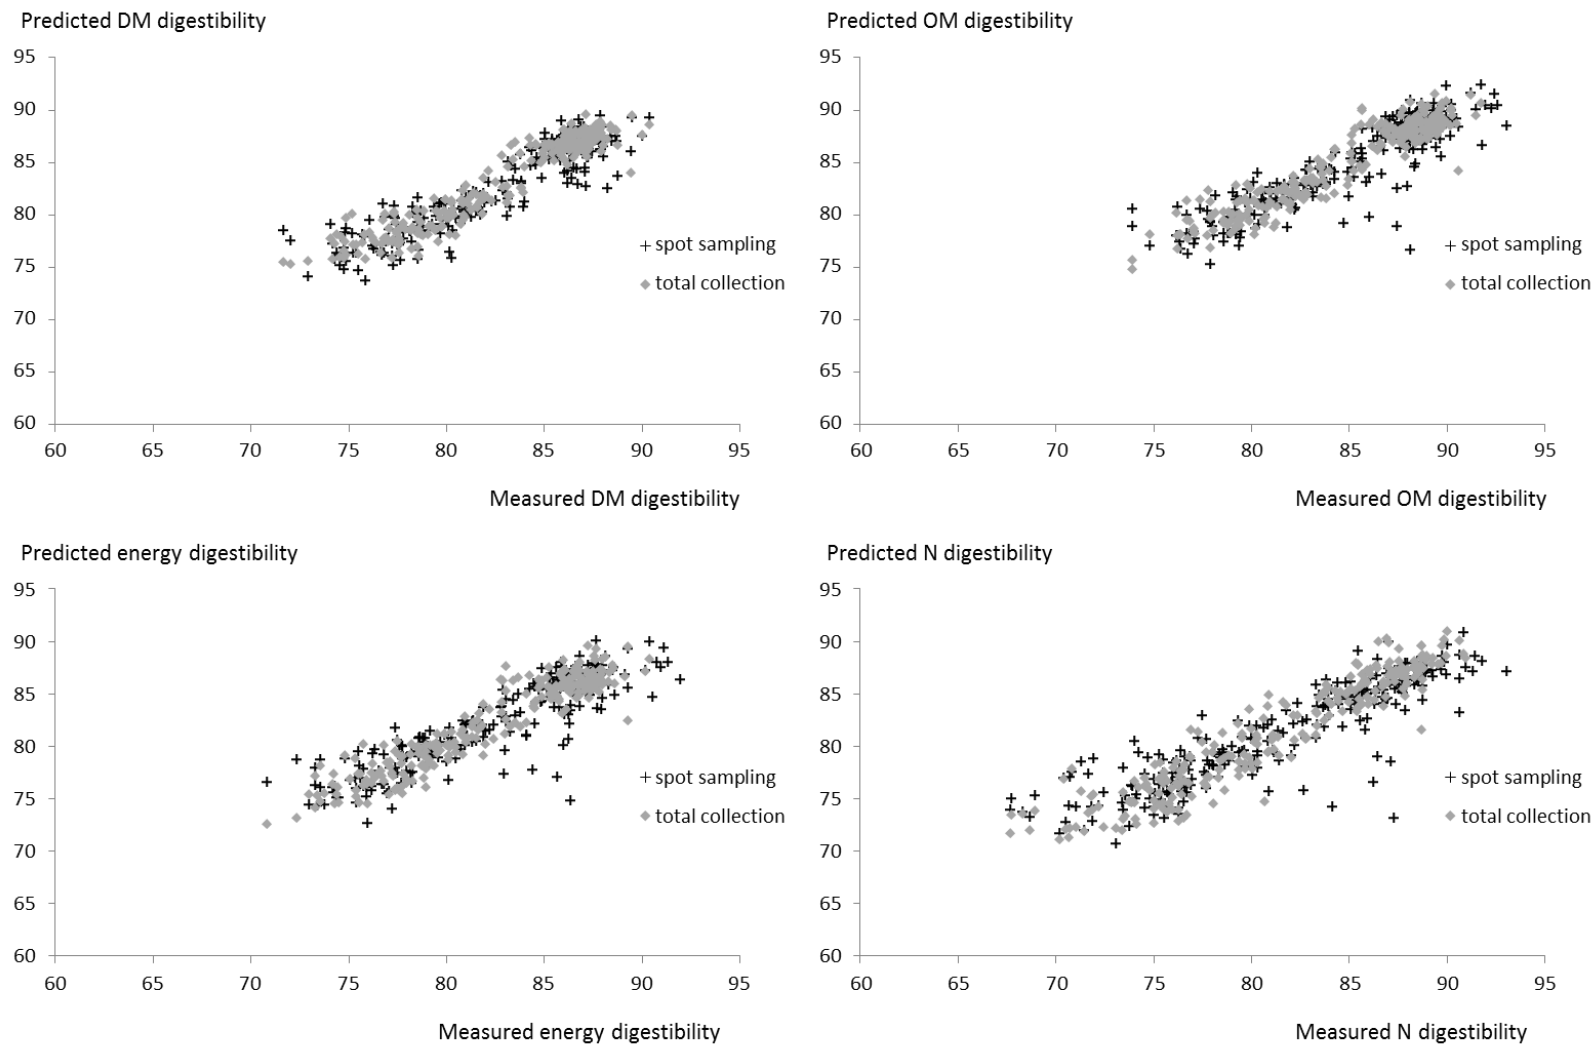 Predicted DM digestibility
95
90
85
80
75
70
65
60
60 65 70 75 80 85 90 95
spot sampling
total collection
Measured DM digestibility
Predicted OM digestibility
95
90
85
80
75
70
65
60
60 65 70 75 80 85 90 95
spot sampling
total collection
Measured OM digestibility
Predicted energy digestibility
95
90
85
80
75
70
65
60
60 65 70 75 80 85 90 95
spot sampling
total collection
Measured energy digestibility
Predicted N digestibility
95
90
85
80
75
70
65
60
60 65 70 75 80 85 90 95
spot sampling
total collection
Measured N digestibility